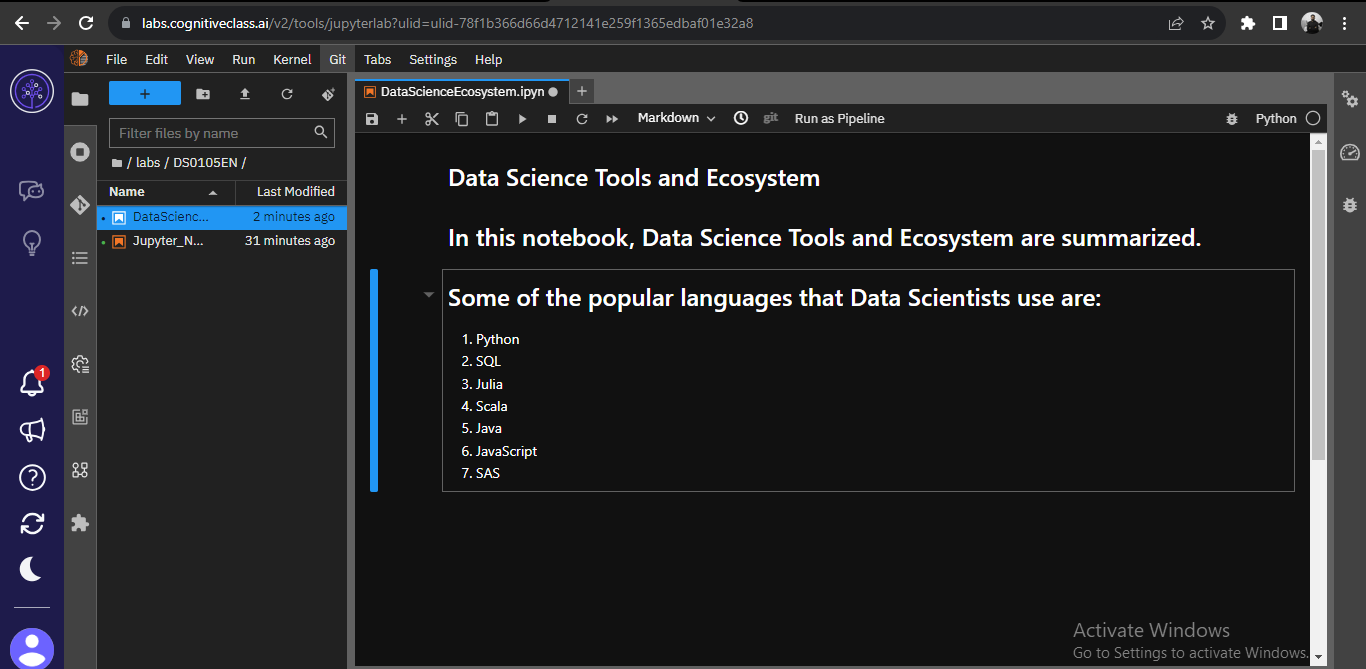 labs.cognitiveclass.ai/v2/tools/jupyterlab?ulid=ulid-78f1b366d66d4712141e259f1365edbaf01e32a8
File Edit View Run Kernel Git Tabs Settings Help
+
DataScienceEcosystem.ipyn
+
Filter files by name
Markdown
git
Run as Pipeline
Python
/ labs / DS0105EN /
Name
Last Modified
DataScienc...
2 minutes ago
Jupyter_N...
31 minutes ago
1
Data Science Tools and Ecosystem
In this notebook, Data Science Tools and Ecosystem are summarized.
Some of the popular languages that Data Scientists use are:
1. Python
2. SQL
3. Julia
4. Scala
5. Java
6. JavaScript
7. SAS
Activate Windows
Go to Settings to activate Windows.